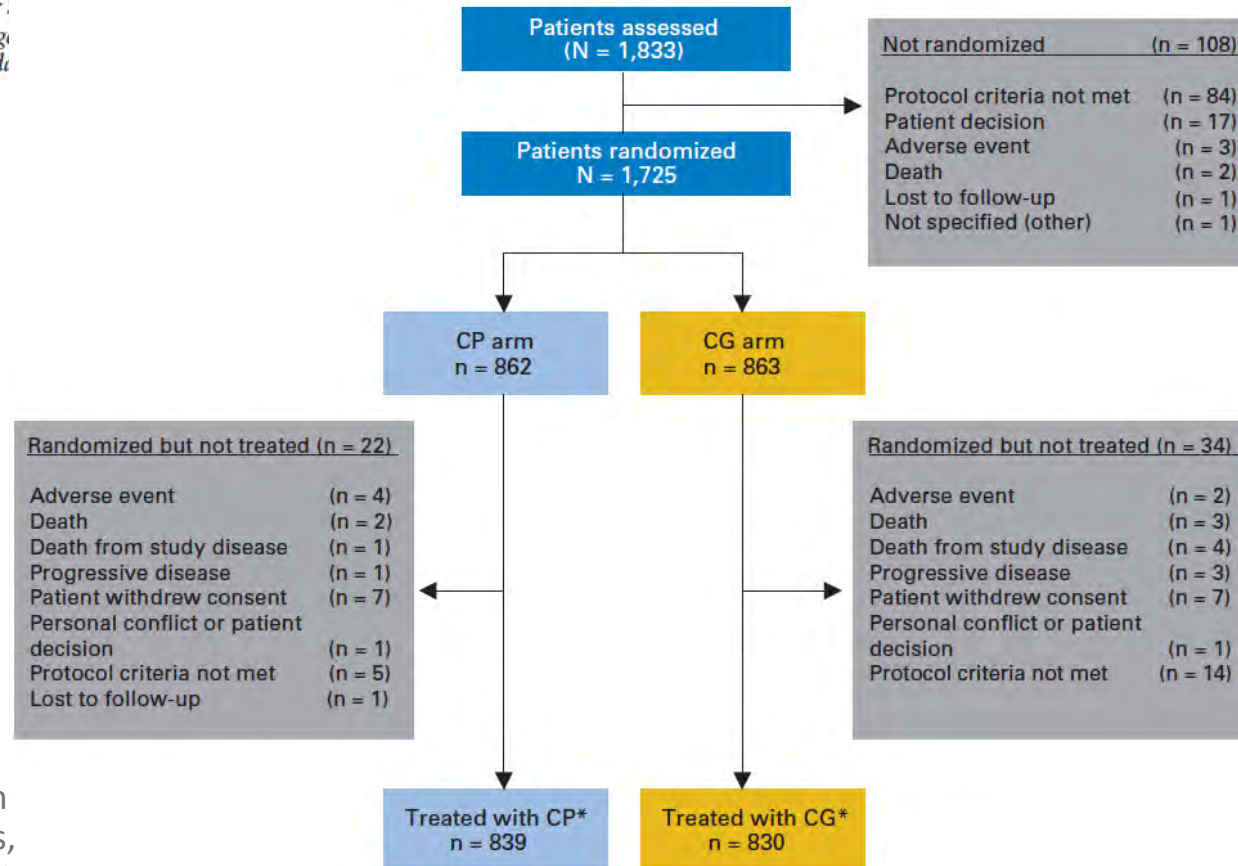 Patients assessed
(N = 1,833)
Not randomized (n = 108)
Protocol criteria not met (n = 84)
Patient decision (n = 17)
Adverse event (n = 3)
Death (n = 2)
Lost to follow-up (n = 1)
Not specified (other) (n = 1)
Patients randomized
N = 1,725
CP arm
n = 862
CG arm
n = 863
Randomized but not treated (n = 22)
Adverse event (n = 4)
Death (n = 2)
Death from study disease (n = 1)
Progressive disease (n = 1)
Patient withdrew consent (n = 7)
Personal conflict or patient
decision (n = 1)
Protocol criteria not met (n = 5)
Lost to follow-up (n = 1)
Randomized but not treated (n = 34)
Adverse event (n = 2)
Death (n = 3)
Death from study disease (n = 4)
Progressive disease (n = 3)
Patient withdrew consent (n = 7)
Personal conflict or patient
decision (n = 1)
Protocol criteria not met (n = 14)
Treated with CP*
n = 839
Treated with CG*
n = 830